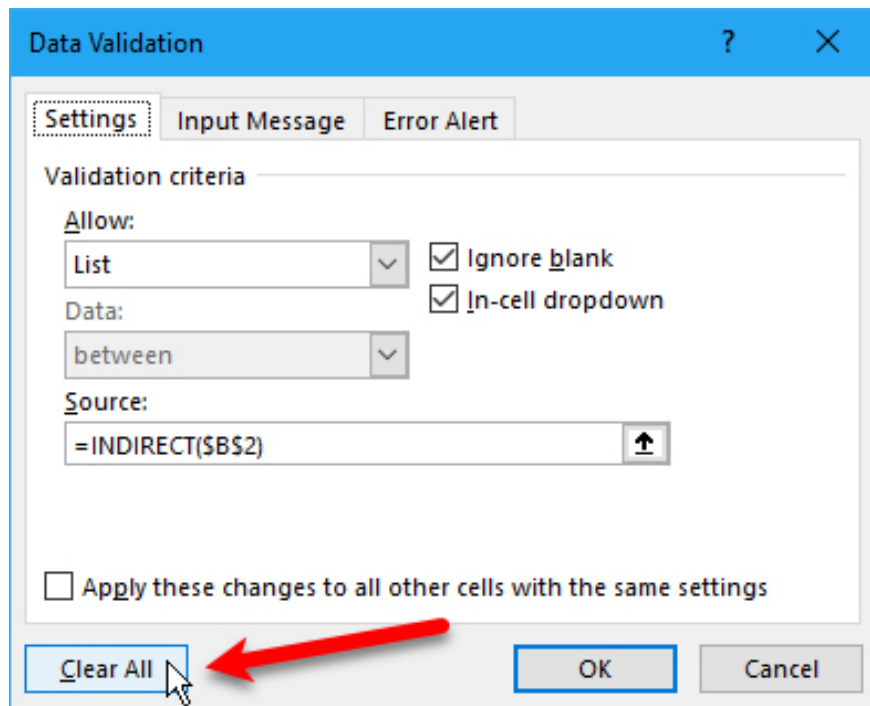 Data Validation ?
Settings Input Message Error Alert
Validation criteria
Allow:
List Ignore blank
In-cell dropdown
Data:
between
Source:
=INDIRECT($B$2)
Apply these changes to all other cells with the same settings
Clear All OK Cancel